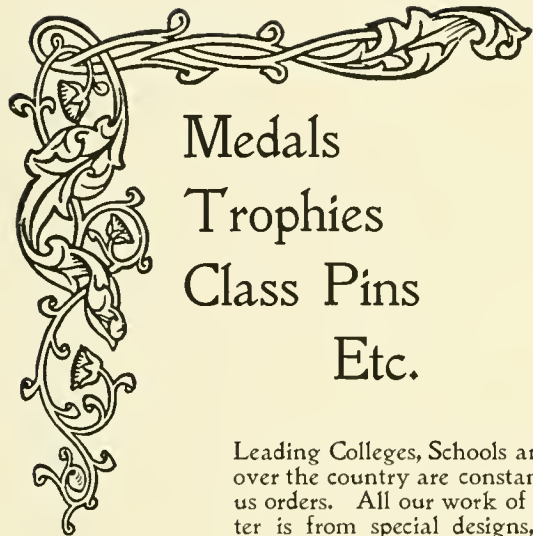 Medals
Trophies
Class Pins
Etc.
Leading Colleges, Schools
over the country are
us orders. All our work of
ter is from special designs,